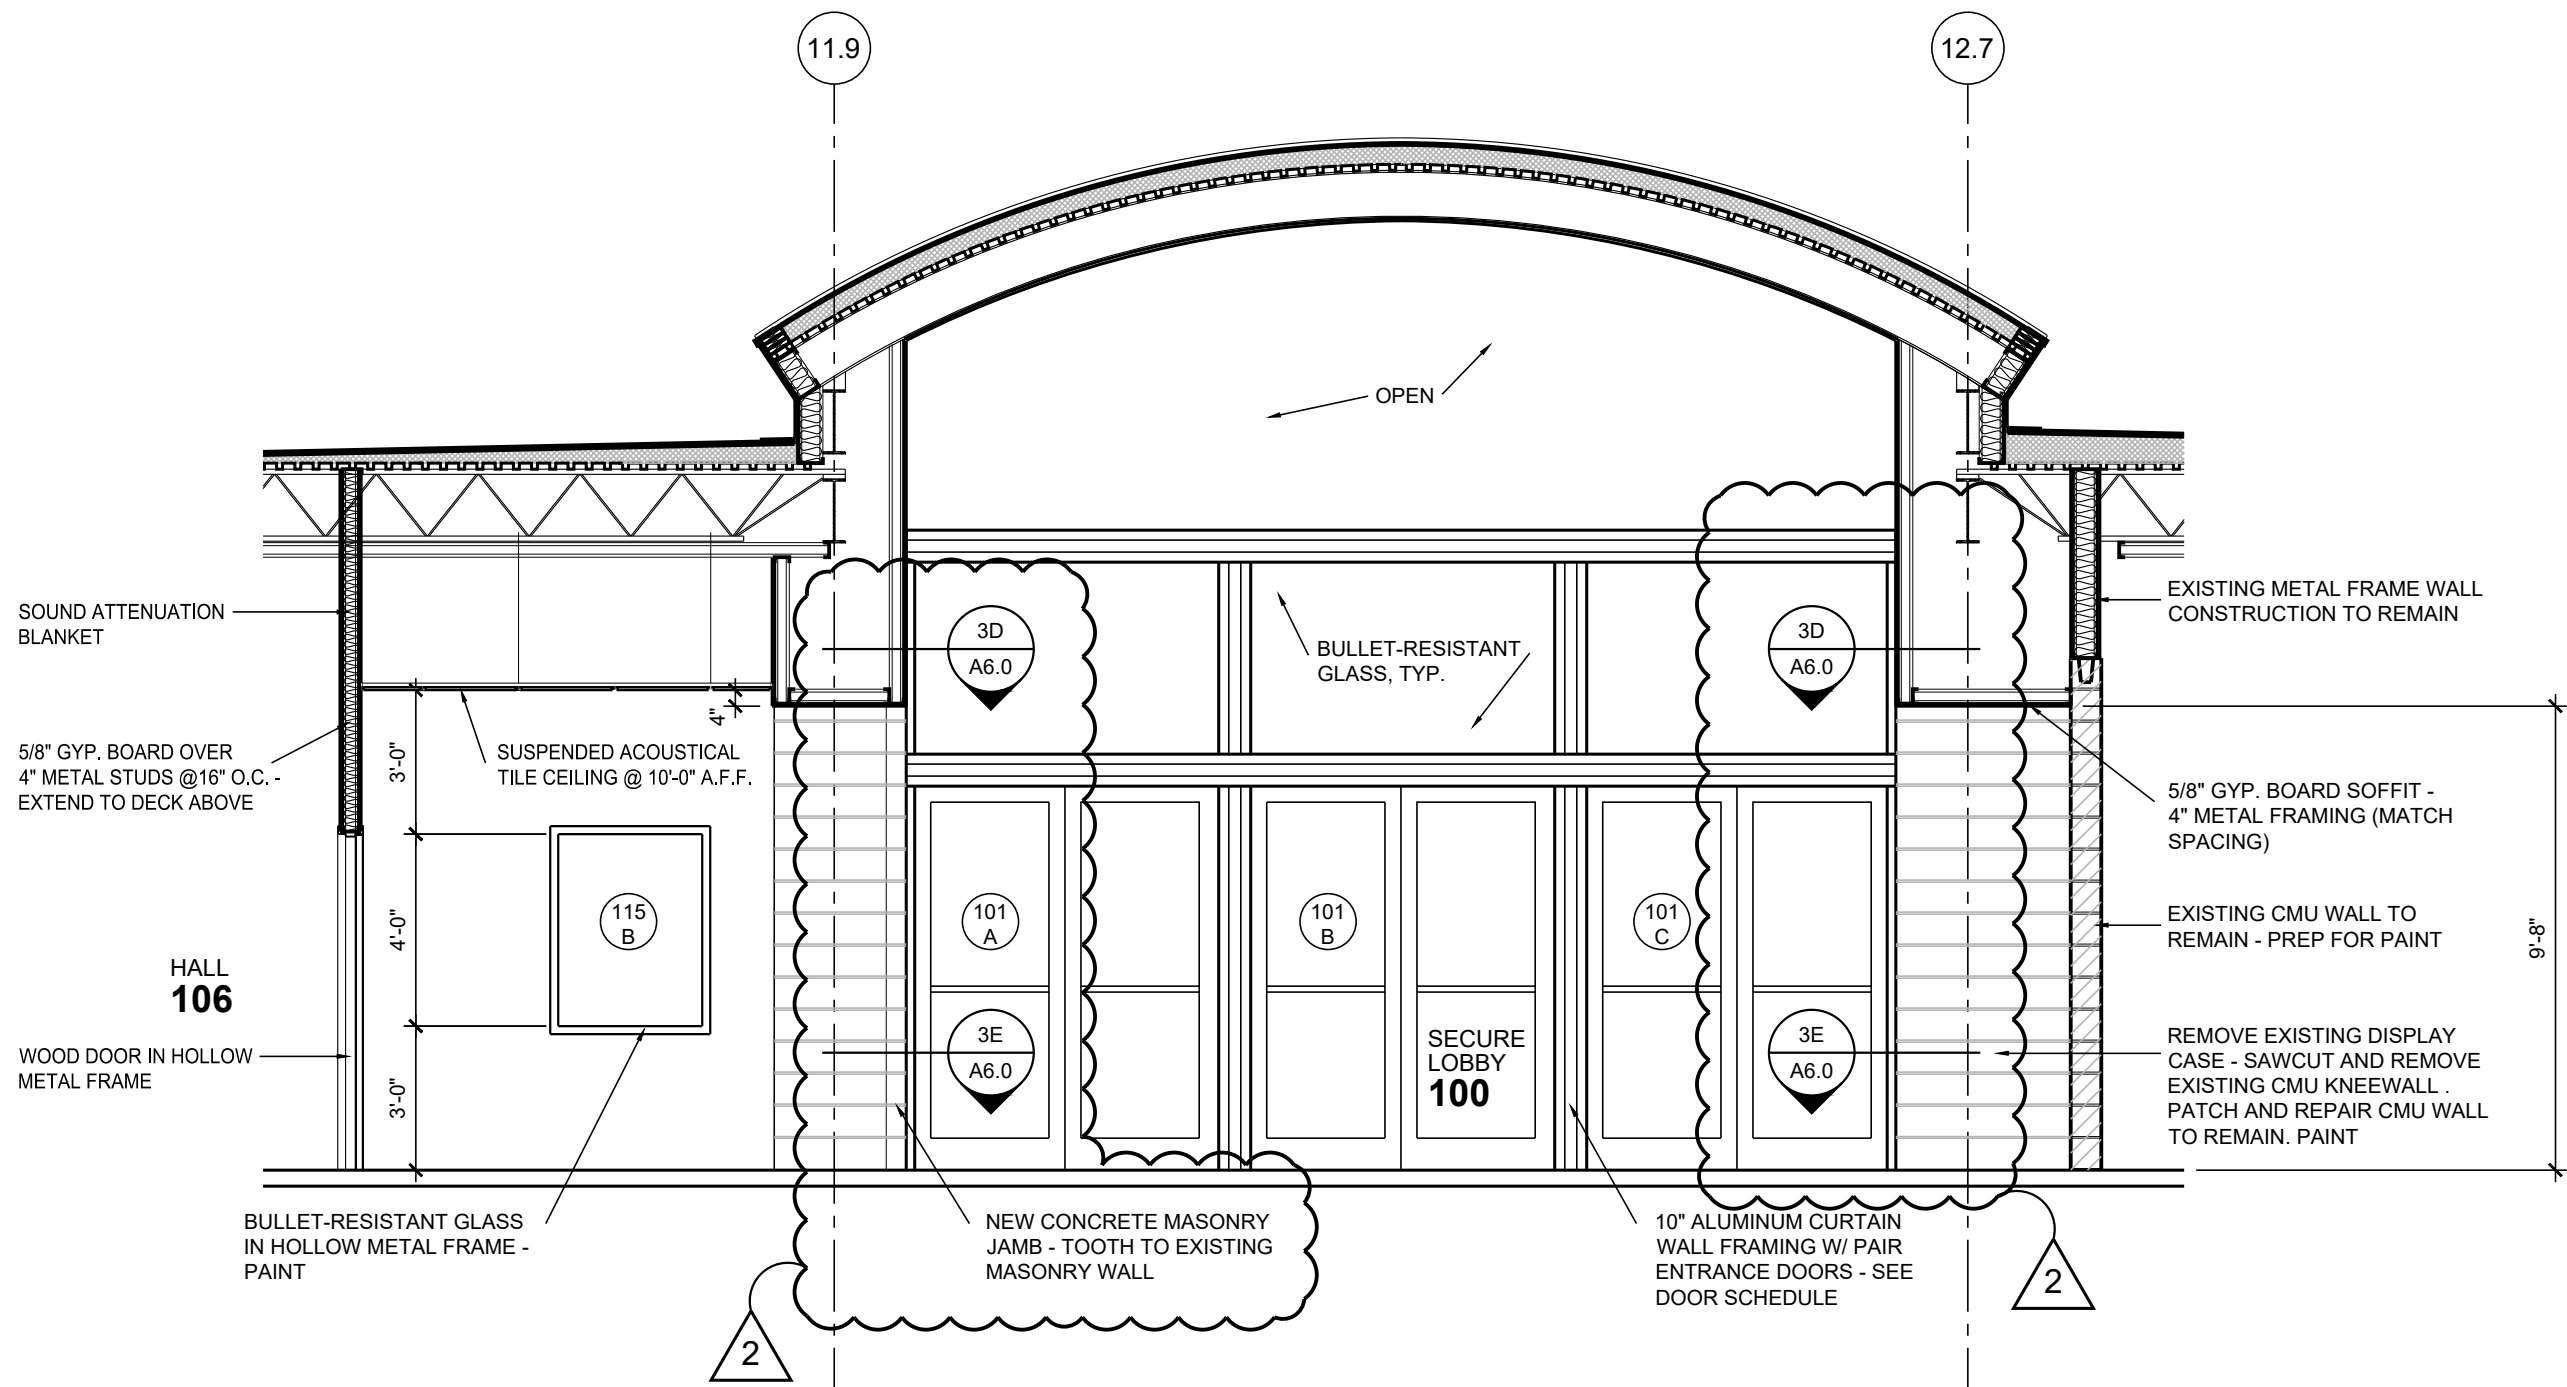 11.9
12.7
OPEN
SOUND ATTENUATION
BLANKET
EXISTING METAL FRAME WALL
CONSTRUCTION TO REMAIN
3D
A6.0
BULLET-RESISTANT
GLASS, TYP.
3D
A6.0
4"
5/8" GYP. BOARD OVER
4" METAL STUDS @16" O.C. -
EXTEND TO DECK ABOVE
3'-0"
SUSPENDED ACOUSTICAL
TILE CEILING @ 10'-0" A.F.F.
5/8" GYP. BOARD SOFFIT -
4" METAL FRAMING (MATCH
SPACING)
4'-0"
115
B
101
A
101
B
101
C
EXISTING CMU WALL TO
REMAIN - PREP FOR PAINT
9'-8"
HALL
106
WOOD DOOR IN HOLLOW
METAL FRAME
3'-0"
3E
A6.0
SECURE
LOBBY
100
3E
A6.0
REMOVE EXISTING DISPLAY
CASE - SAWCUT AND REMOVE
EXISTING CMU KNEEWALL .
PATCH AND REPAIR CMU WALL
TO REMAIN. PAINT
BULLET-RESISTANT GLASS
IN HOLLOW METAL FRAME -
PAINT
NEW CONCRETE MASONRY
JAMB - TOOTH TO EXISTING
MASONRY WALL
10" ALUMINUM CURTAIN
WALL FRAMING W/ PAIR
ENTRANCE DOORS - SEE
DOOR SCHEDULE
2
2